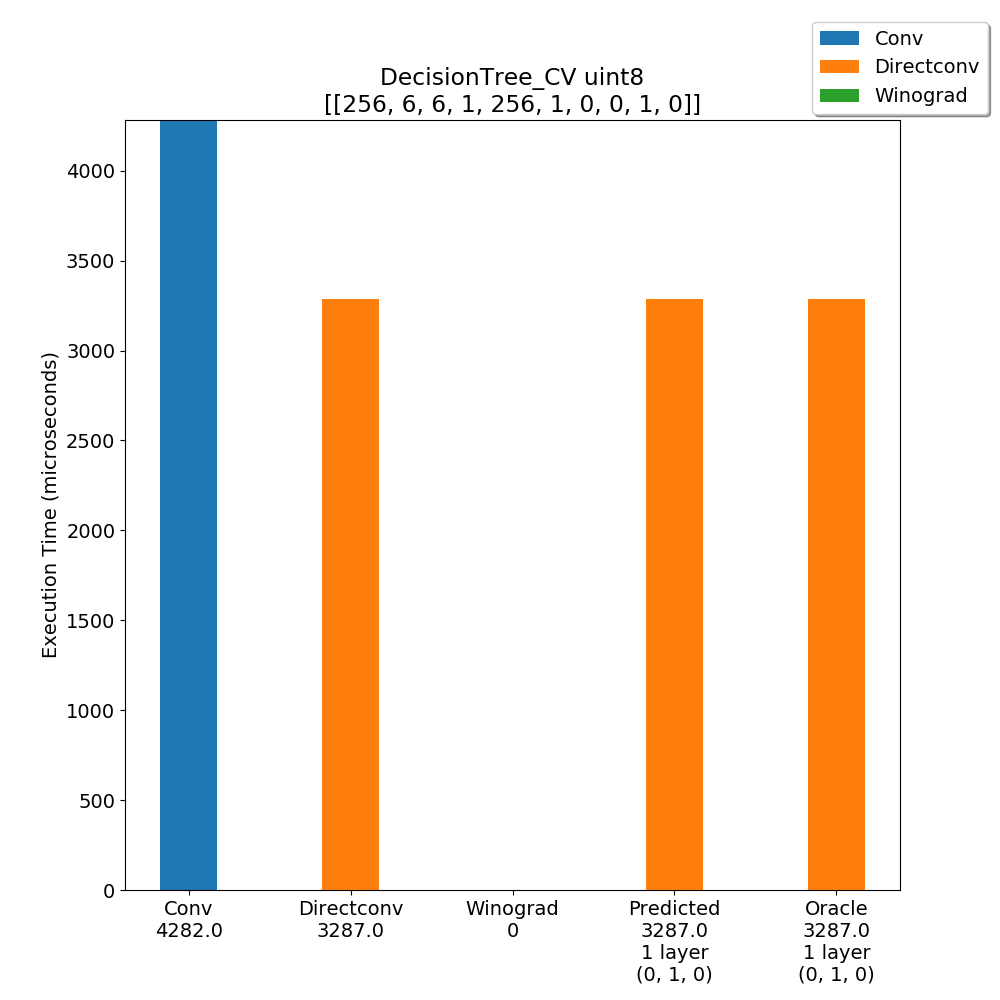 Conv
Directconv
Winograd
DecisionTree_CV uint8
[[256, 6, 6, 1, 256, 1, 0, 0, 1, 0]]
Execution Time (microseconds)
4000
3500
3000
2500
2000
1500
1000
500
0
Conv
4282.0
Directconv
3287.0
Winograd
0
Predicted
3287.0
1 layer
(0, 1, 0)
Oracle
3287.0
1 layer
(0, 1, 0)